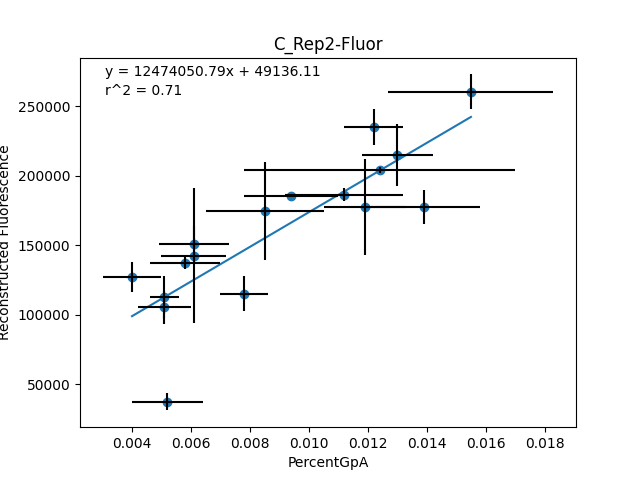 C_Rep2-Fluor
y = 12474050.79x + 49136.11
r^2 = 0.71
250000
200000
150000
100000
50000
Reconstructed Fluorescence
0.004 0.006 0.008 0.010 0.012 0.014 0.016 0.018
PercentGpA